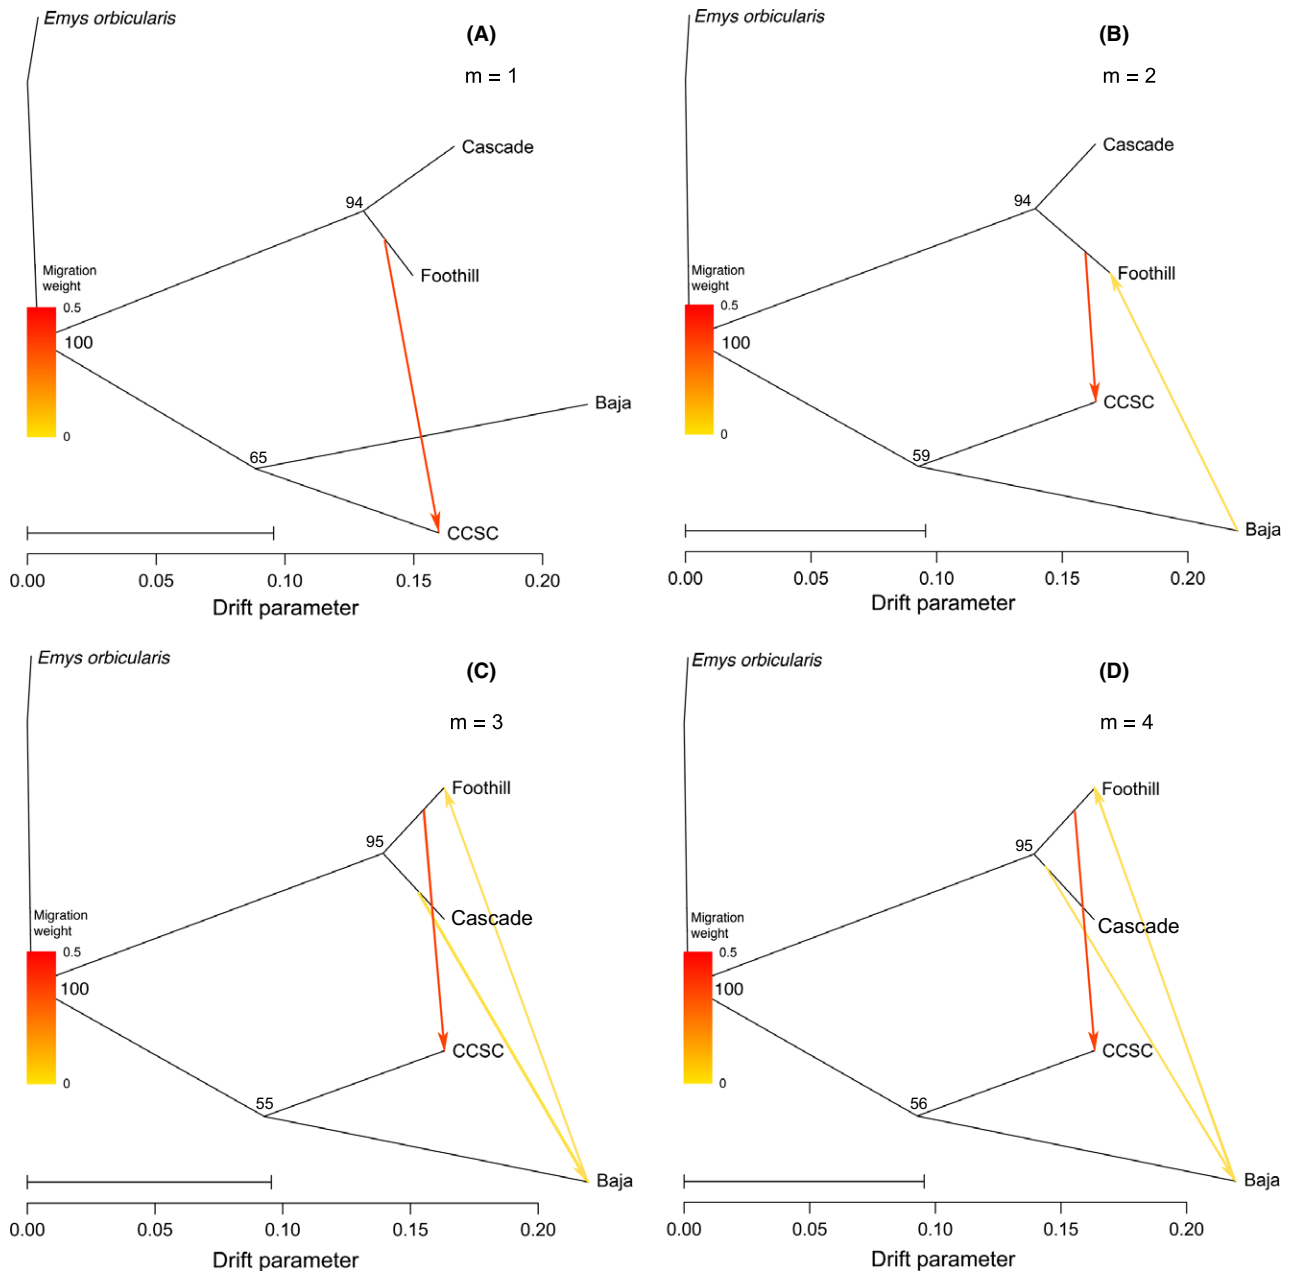 Emys orbicularis
(A)
m = 1
Cascade
94
Foothill
Migration
weight
0.5
100
0
Baja
65
CCSC
0.00 0.05 0.10 0.15 0.20
Drift parameter
Emys orbicularis
(B)
m = 2
Cascade
94
Foothill
Migration
weight
0.5
100
0
CCSC
59
Baja
0.00 0.05 0.10 0.15 0.20
Drift parameter
Emys orbicularis
(C)
m = 3
Foothill
95
Cascade
Migration
weight
0.5
100
0
CCSC
55
Baja
0.00 0.05 0.10 0.15 0.20
Drift parameter
Emys orbicularis
(D)
m = 4
Foothill
95
Cascade
Migration
weight
0.5
100
0
CCSC
56
Baja
0.00 0.05 0.10 0.15 0.20
Drift parameter